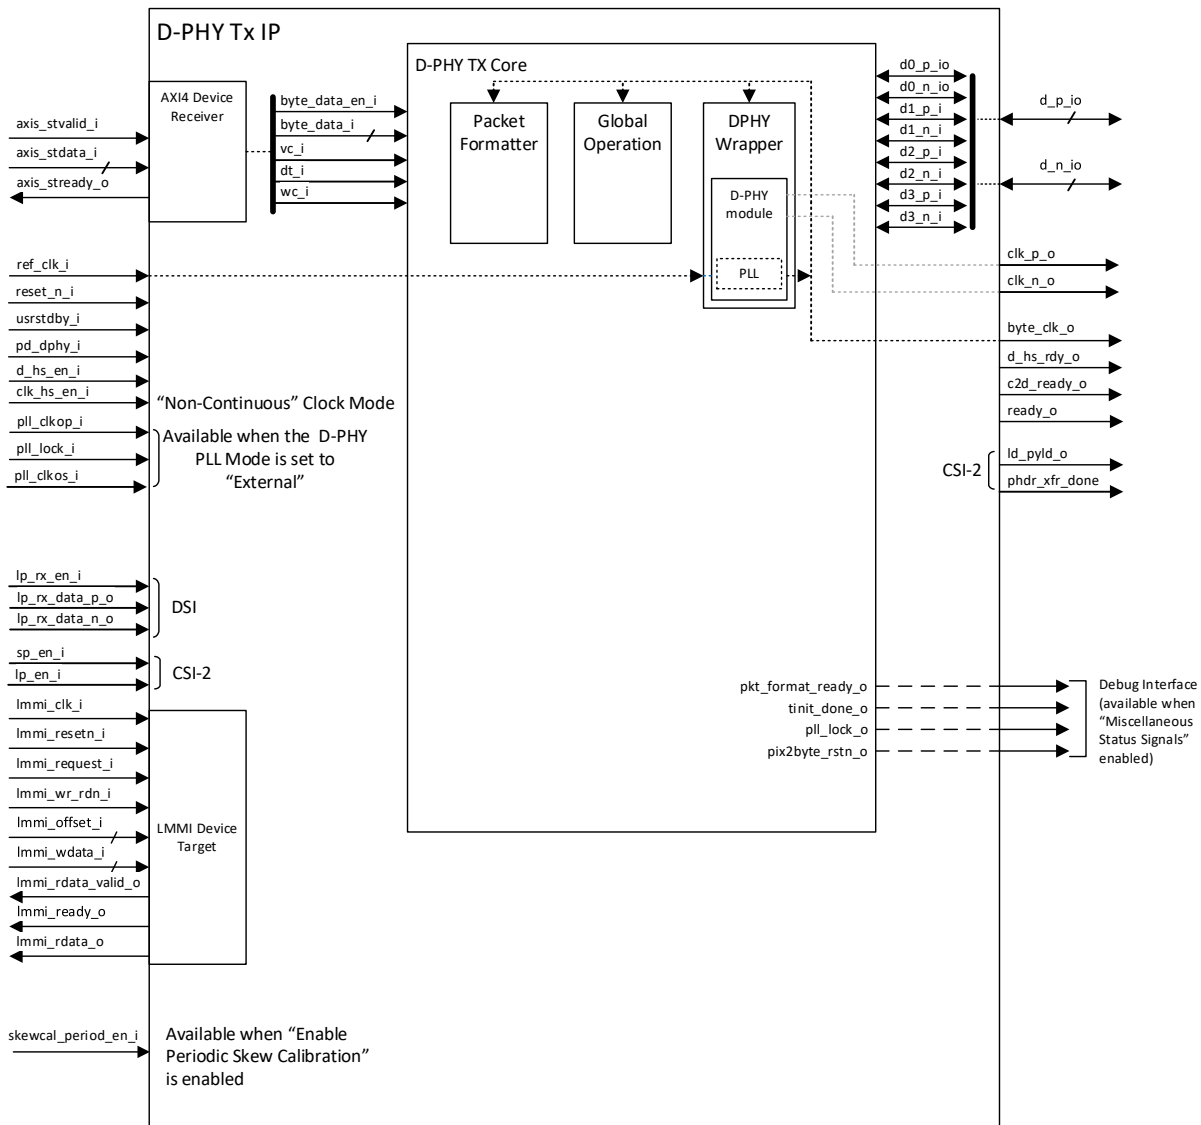 D-PHY Tx IP
AXI4 Device
Receiver
axis_stvalid_i
axis_stdata_i
axis_stready_o
byte_data_en_i
byte_data_i
vc_i
dt_i
wc_i
D-PHY TX Core
Packet
Formatter
Global
Operation
DPHY
Wrapper
D-PHY
module
PLL
d0_p_io
d0_n_io
d1_p_i
d1_n_i
d2_p_i
d2_n_i
d3_p_i
d3_n_i
d_p_io
d_n_io
ref_clk_i
reset_n_i
usrstdby_i
pd_dphy_i
d_hs_en_i
clk_hs_en_i
“Non-Continuous” Clock Mode
pll_clkop_i
pll_lock_i
pll_clkos_i
Available when the D-PHY
PLL Mode is set to
“External”
clk_p_o
clk_n_o
byte_clk_o
d_hs_rdy_o
c2d_ready_o
ready_o
CSI-2
ld_pyld_o
phdr_xfr_done
lp_rx_en_i
lp_rx_data_p_o
lp_rx_data_n_o
DSI
sp_en_i
lp_en_i
CSI-2
lmmi_clk_i
lmmi_resetn_i
lmmi_request_i
lmmi_wr_rdn_i
lmmi_offset_i
lmmi_wdata_i
lmmi_rdata_valid_o
lmmi_ready_o
lmmi_rdata_o
LMMI Device
Target
pkt_format_ready_o
tinit_done_o
pll_lock_o
pix2byte_rstn_o
Debug Interface
(available when
“Miscellaneous
Status Signals”
enabled)
skewcal_period_en_i
Available when “Enable
Periodic Skew Calibration”
is enabled